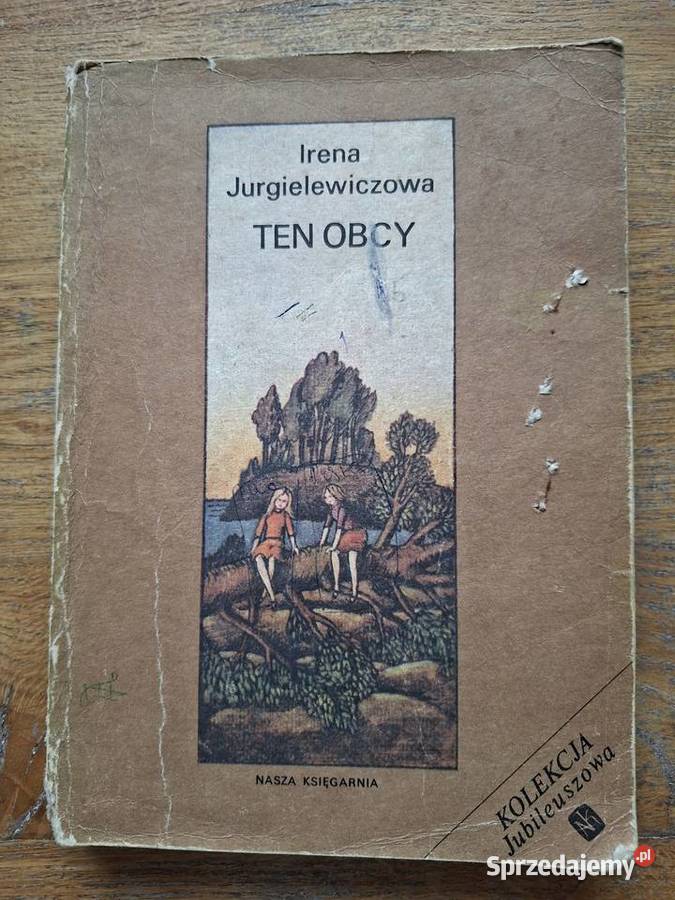 Irena
Jurgielewiczowa
TEN OBCY
NASZA KSIĘGARNIA
KOLEKCJA
Jubileuszowa
Sprzedajemy.pl